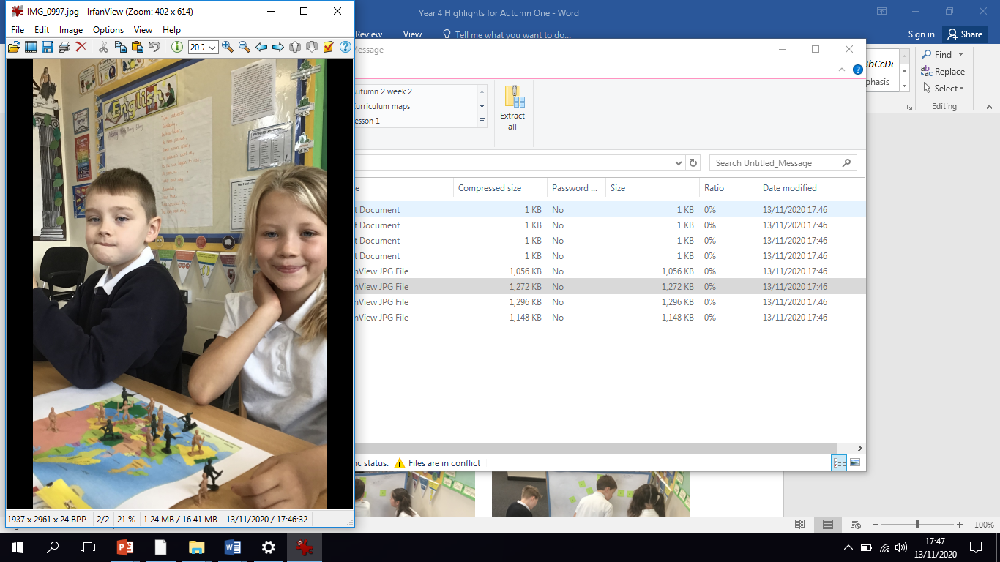 IMG_0997.jpg - IrfanView (Zoom: 402 x 614)
File Edit Image Options View Help
20.7
English
1937 x 2961 x 24 BPP 2/2 21 % 1.24 MB / 16.41 MB 13/11/2020 / 17:46:32
Year 4 Highlights for Autumn One - Word
Review View Tell me what you want to do...
Sign in Share
Find
Replace
Select
Editing
phasis
Message
Autumn 2 week 2
Curriculum maps
Lesson 1
Extract
all
Search Untitled_Message
Compressed size Password ... Size Ratio Date modified
t Document 1 KB No 1 KB 0% 13/11/2020 17:46
t Document 1 KB No 1 KB 0% 13/11/2020 17:46
t Document 1 KB No 1 KB 0% 13/11/2020 17:46
t Document 1 KB No 1 KB 0% 13/11/2020 17:46
nView JPG File 1,056 KB No 1,056 KB 0% 13/11/2020 17:46
nView JPG File 1,272 KB No 1,272 KB 0% 13/11/2020 17:46
nView JPG File 1,296 KB No 1,296 KB 0% 13/11/2020 17:46
nView JPG File 1,148 KB No 1,148 KB 0% 13/11/2020 17:46
nc status: Files are in conflict
100%
17:47
13/11/2020